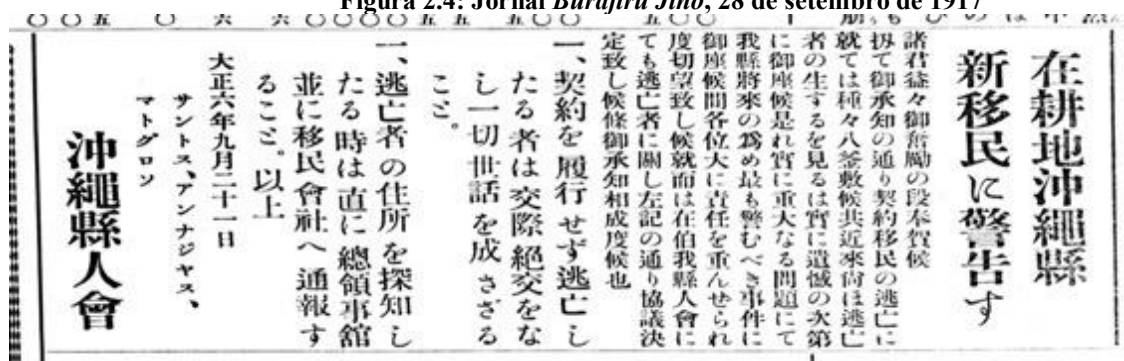 Figura 2.4: Jornal Burajiru Jihō, 28 de setembro de 1917
在耕地沖繩縣
新移民に警告す
諸君益々御奮勵の段奉賀候
扨て御承知の通り契約移民の逃亡に
就ては種々八釜敷候共近來尙ほ逃亡
者の生するを見るは實に遺憾の次第
に御座候是れ實に重大なる問題にて
我縣將來の爲め最も警むべき事件に
御座候間各位大に責任を重んせられ
度切望致し候就而は在伯我縣人會に
ても逃亡者に關し左記の通り協議決
定致し候條御承知相成度候也
一、契約を履行せず逃亡し
たる者は交際絕交をな
し一切世話を成さざる
こと。
一、逃亡者の住所を探知し
たる時は直に總領事舘
並に移民會社へ通報す
ること。以上
大正六年九月二十一日
サントス、アンナジヤス、
マトグロン
沖繩縣人會